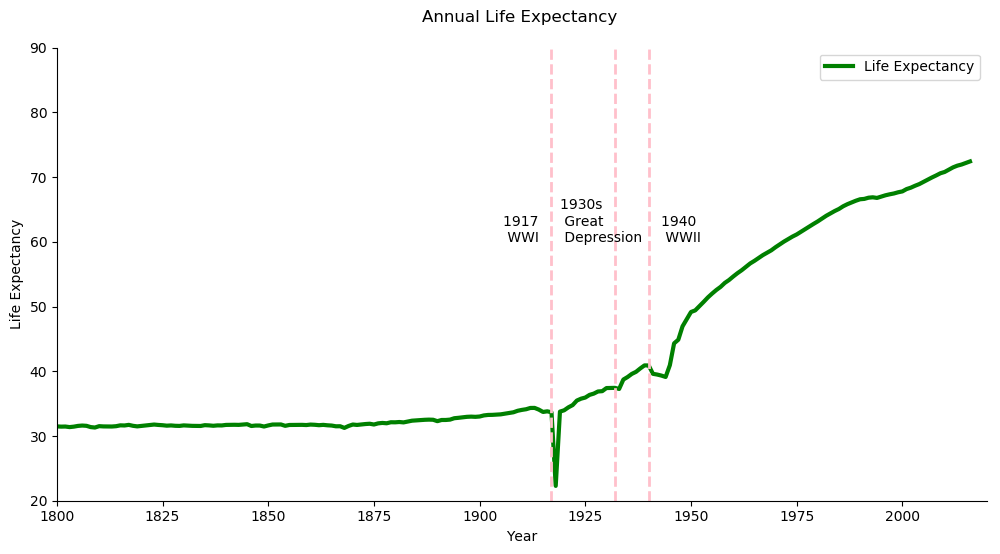 Annual Life Expectancy
90
80
70
60
50
40
30
20
Life Expectancy
Life Expectancy
1917
WWI
1930s
Great
Depression
1940
WWII
1800
1825
1850
1875
1900
1925
1950
1975
2000
Year